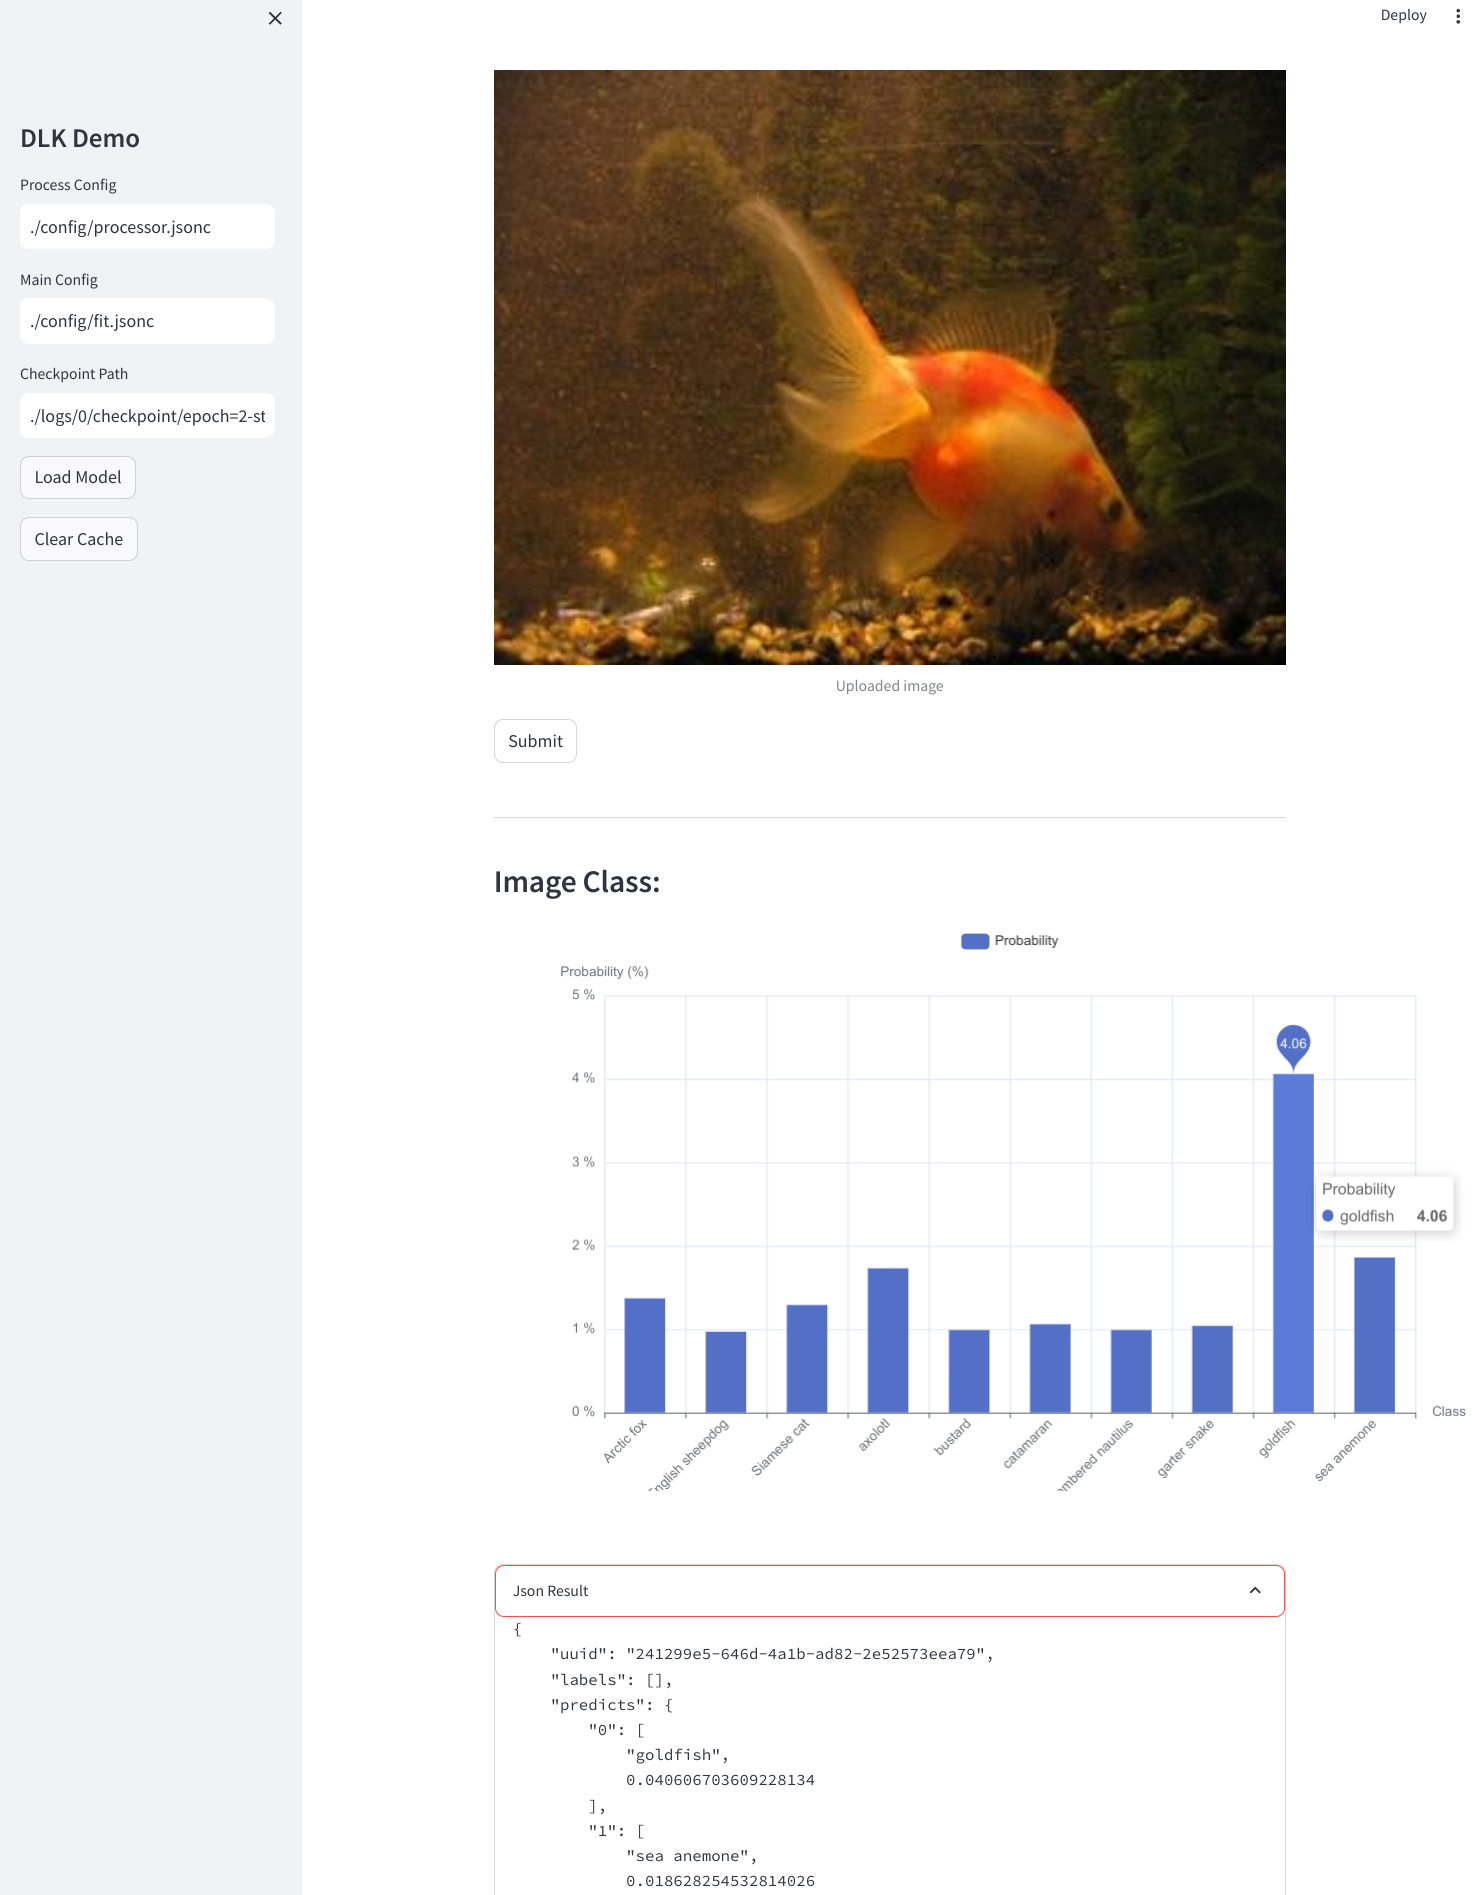 Deploy
DLK Demo
Process Config
./config/processor.jsonc
Main Config
./config/fit.jsonc
Checkpoint Path
./logs/0/checkpoint/epoch=2-st
Load Model
Clear Cache
Uploaded image
Submit
Image Class:
Probability
Probability (%)
5 %
4 %
3 %
2 %
1 %
0 %
4.06
Probability
goldfish 4.06
Arctic fox
English sheepdog
Siamese cat
axolotl
bustard
catamaran
ambered nautilus
garter snake
goldfish
sea anemone
Class
Json Result
{
"uuid": "241299e5-646d-4a1b-ad82-2e52573eea79",
"labels": [],
"predicts": {
"0": [
"goldfish",
0.040606703609228134
],
"1": [
"sea anemone",
0.018628254532814026